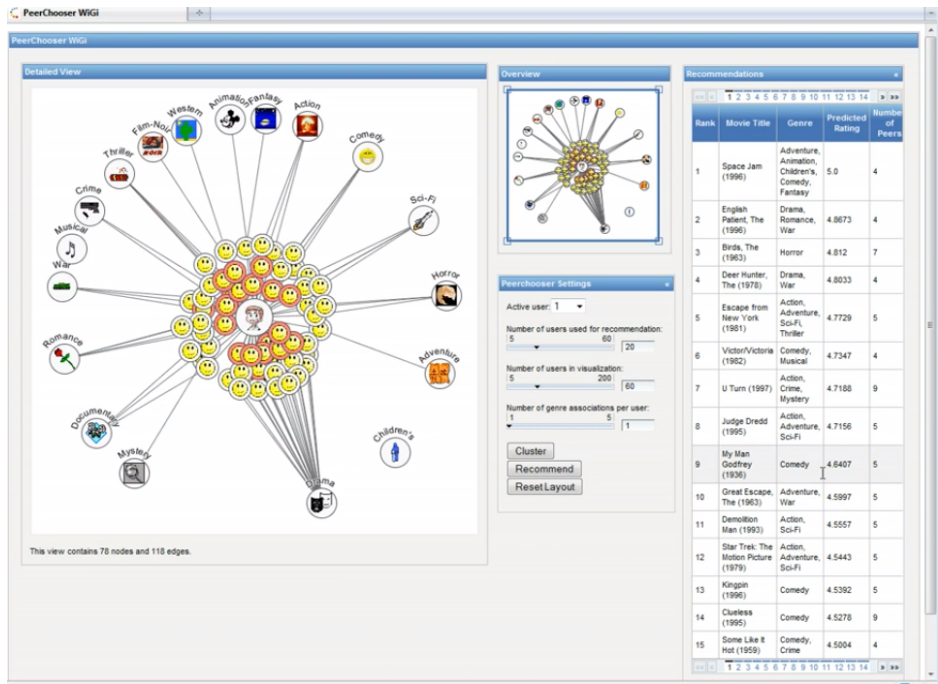 PeerChooser WiGi
PeerChooser WiGi
Detailed View
Animation
Fantasy
Action
Western
Film-Noir
Comedy
Thriller
Crime
Sci-Fi
Musical
War
Horror
Romance
Adventure
Documentary
Children's
Mystery
Drama
This view contains 78 nodes and 118 edges.
Overview
Peerchooser Settings «
Active user: 1
Number of users used for recommendation:
5 60
20
Number of users in visualization:
5 200
60
Number of genre associations per user:
1 5
1
Cluster
Recommend
Reset Layout
Recommendations «
1 2 3 4 5 6 7 8 9 10 11 12 13 14
Rank Movie Title Genre Predicted Rating Number of Peers
1 Space Jam (1996) Adventure, Animation, Children's, Comedy, Fantasy 5.0 4
2 English Patient, The (1996) Drama, Romance, War 4.8673 4
3 Birds, The (1963) Horror 4.812 7
4 Deer Hunter, The (1978) Drama, War 4.8033 4
5 Escape from New York (1981) Action, Adventure, Sci-Fi, Thriller 4.7729 5
6 Victor/Victoria (1982) Comedy, Musical 4.7347 4
7 U Turn (1997) Action, Crime, Mystery 4.7188 9
8 Judge Dredd (1995) Action, Adventure, Sci-Fi 4.7156 5
9 My Man Godfrey (1936) Comedy 4.6407 5
10 Great Escape, The (1963) Adventure, War 4.5997 5
11 Demolition Man (1993) Action, Sci-Fi 4.5557 5
12 Star Trek: The Motion Picture (1979) Action, Adventure, Sci-Fi 4.5443 5
13 Kingpin (1996) Comedy 4.5392 5
14 Clueless (1995) Comedy 4.5278 9
15 Some Like It Hot (1959) Comedy, Crime 4.5004 4
1 2 3 4 5 6 7 8 9 10 11 12 13 14